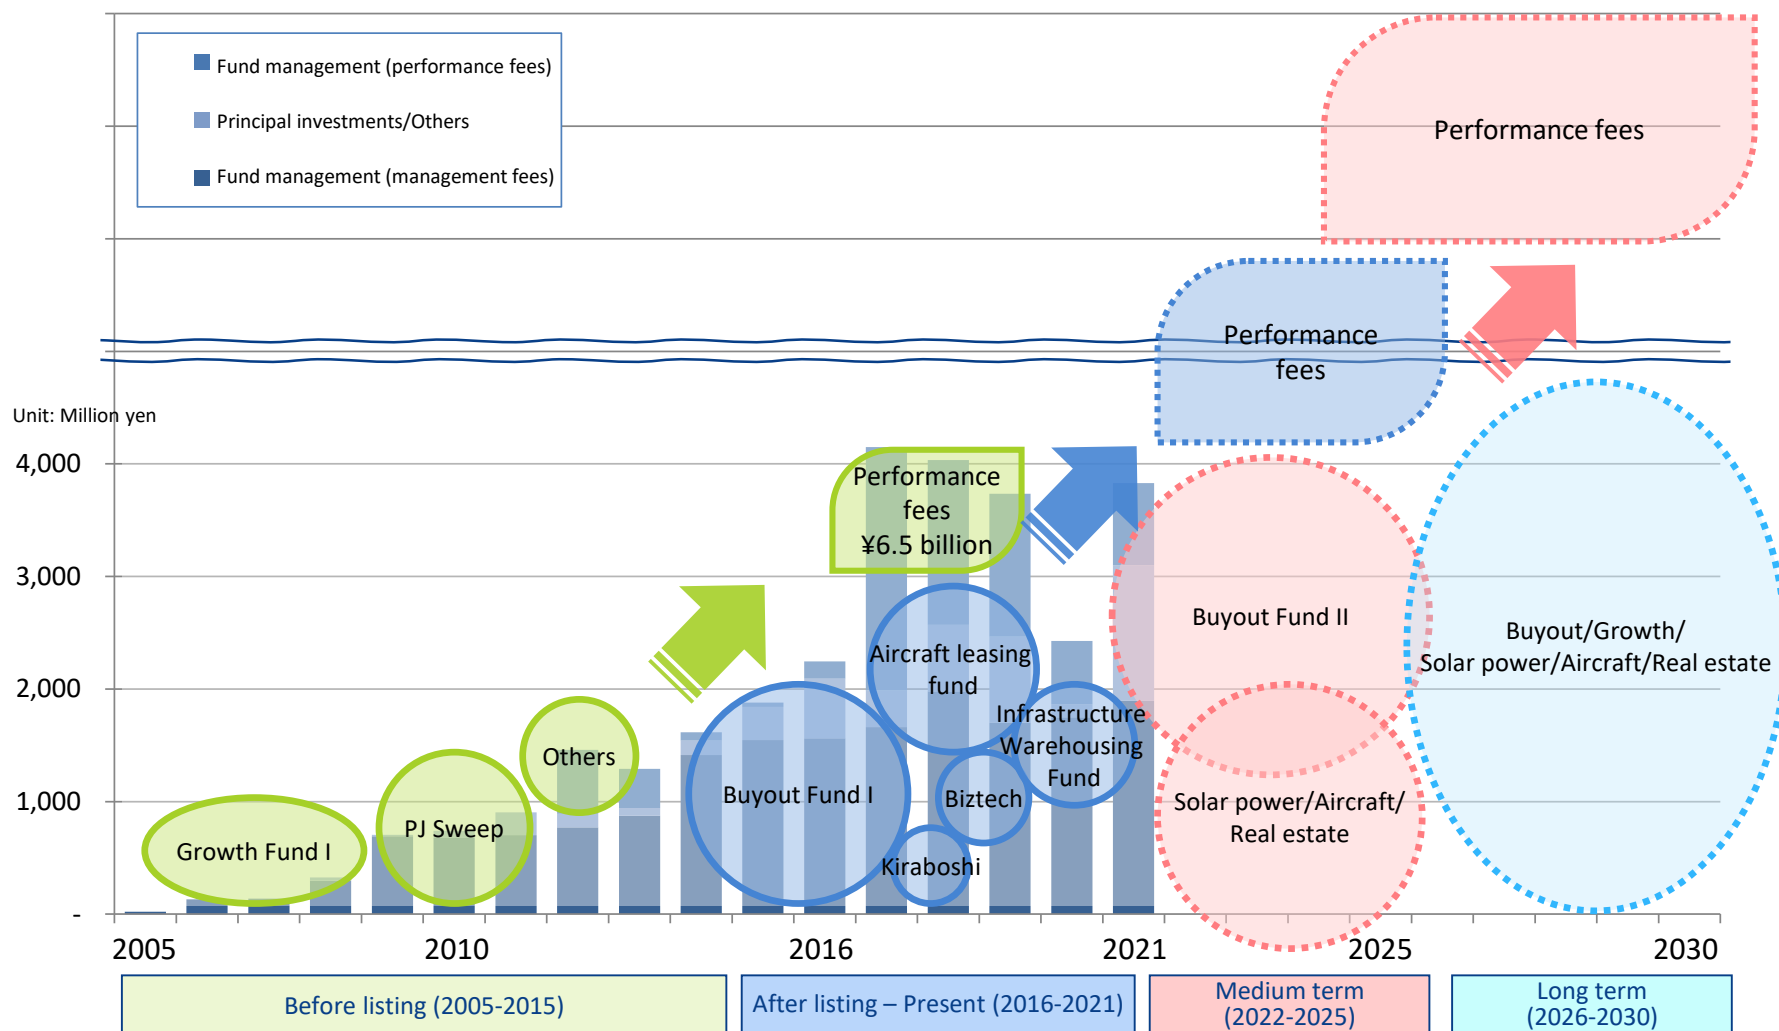 Fund management (performance fees)
Principal investments/Others
Fund management (management fees)
Performance fees
Performance
fees
Unit: Million yen
4,000
3,000
2,000
1,000
-
Performance
fees
¥6.5 billion
Aircraft leasing
fund
Infrastructure
Warehousing
Fund
Others
Buyout Fund I
Biztech
Kiraboshi
PJ Sweep
Growth Fund I
Buyout Fund II
Solar power/Aircraft/
Real estate
Buyout/Growth/
Solar power/Aircraft/Real estate
2005
2010
2016
2021
2025
2030
Before listing (2005-2015)
After listing – Present (2016-2021)
Medium term
(2022-2025)
Long term
(2026-2030)